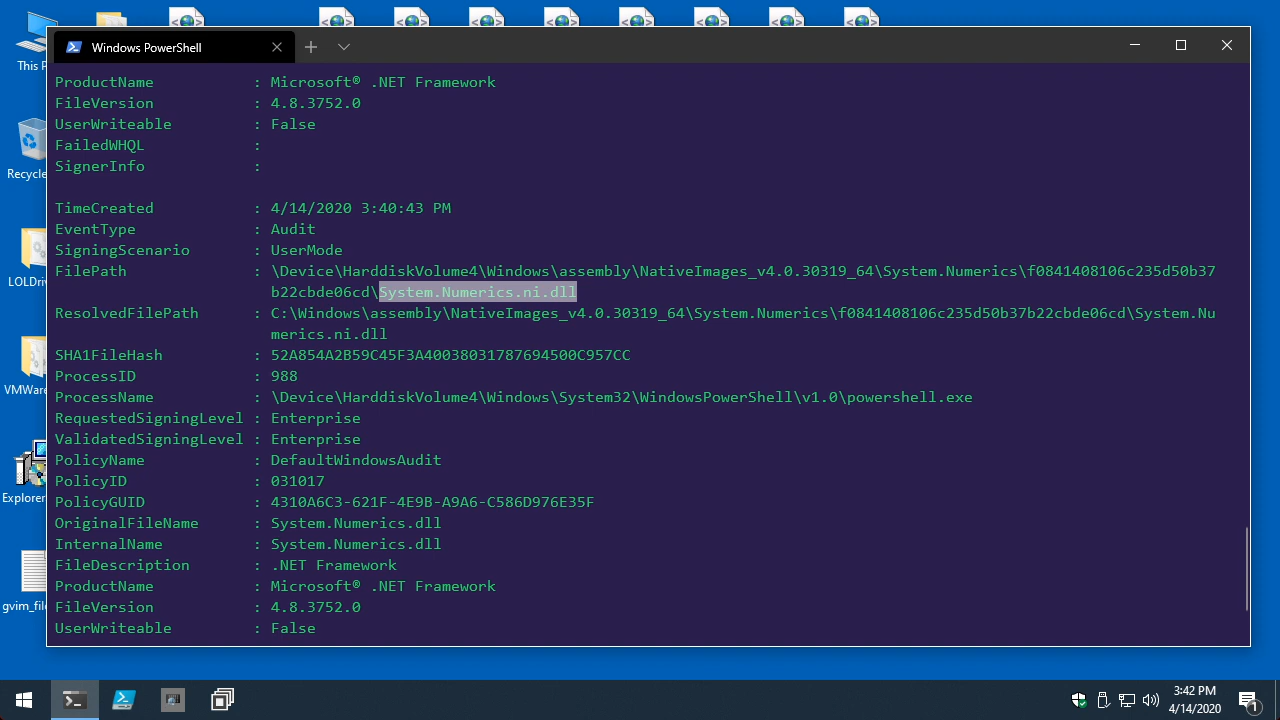 Windows PowerShell
This P
ProductName : Microsoft® .NET Framework
FileVersion : 4.8.3752.0
UserWriteable : False
FailedWHQL :
SignerInfo :
Recycle
TimeCreated : 4/14/2020 3:40:43 PM
EventType : Audit
SigningScenario : UserMode
FilePath : \Device\HarddiskVolume4\Windows\assembly\NativeImages_v4.0.30319_64\System.Numerics\f0841408106c235d50b37
b22cbde06cd\System.Numerics.ni.dll
LOLDriv
ResolvedFilePath : C:\Windows\assembly\NativeImages_v4.0.30319_64\System.Numerics\f0841408106c235d50b37b22cbde06cd\System.Nu
merics.ni.dll
SHA1FileHash : 52A854A2B59C45F3A40038031787694500C957CC
ProcessID : 988
VMWare
ProcessName : \Device\HarddiskVolume4\Windows\System32\WindowsPowerShell\v1.0\powershell.exe
RequestedSigningLevel : Enterprise
ValidatedSigningLevel : Enterprise
PolicyName : DefaultWindowsAudit
PolicyID : 031017
Explorer
PolicyGUID : 4310A6C3-621F-4E9B-A9A6-C586D976E35F
OriginalFileName : System.Numerics.dll
InternalName : System.Numerics.dll
FileDescription : .NET Framework
ProductName : Microsoft® .NET Framework
FileVersion : 4.8.3752.0
gvim_file
UserWriteable : False
3:42 PM
4/14/2020
1